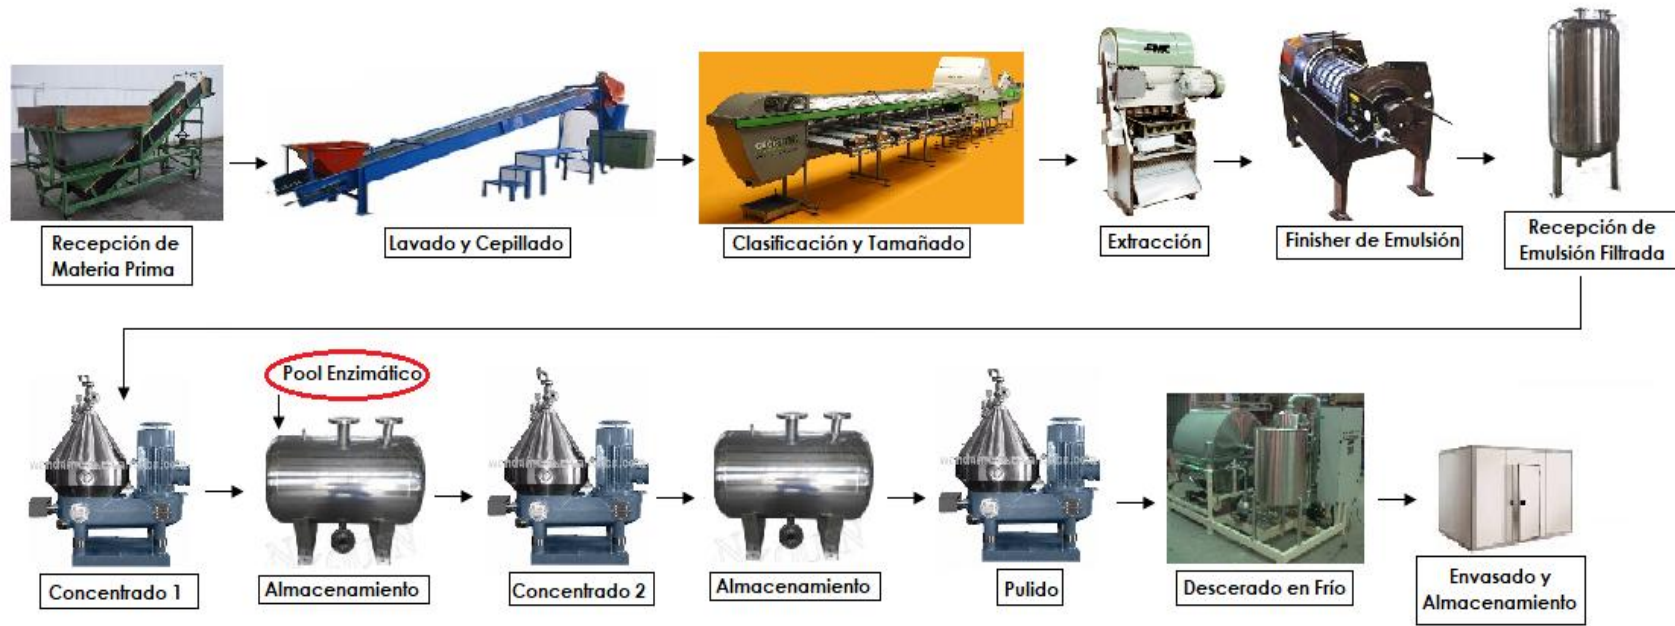 Recepción de
Materia Prima
Lavado y Cepillado
Clasificación y Tamañado
FMC
Extracción
Finisher de Emulsión
Recepción de
Emulsión Filtrada
Pool Enzimático
Concentrado 1
Almacenamiento
Concentrado 2
Almacenamiento
Pulido
Descerado en Frío
Envasado y
Almacenamiento